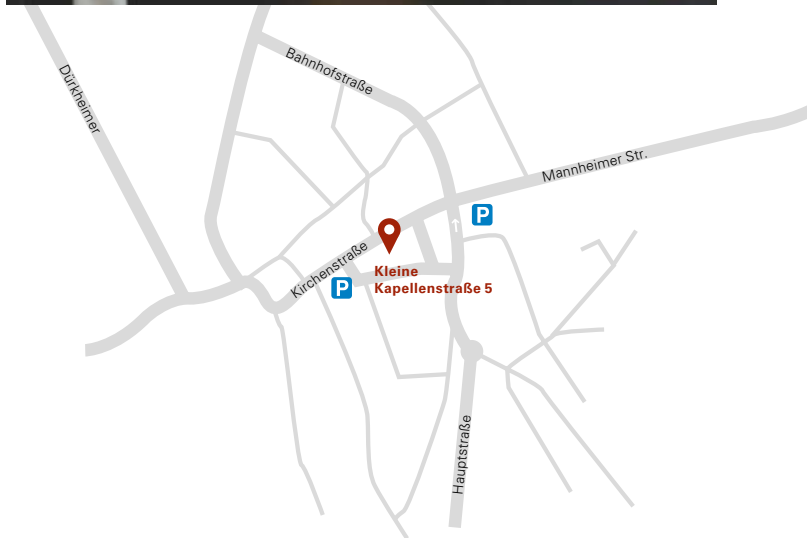 Bahnhofstraße
Dürkheimer
Mannheimer Str.
P
Kirchenstraße
Kleine
Kapellenstraße 5
P
Hauptstraße